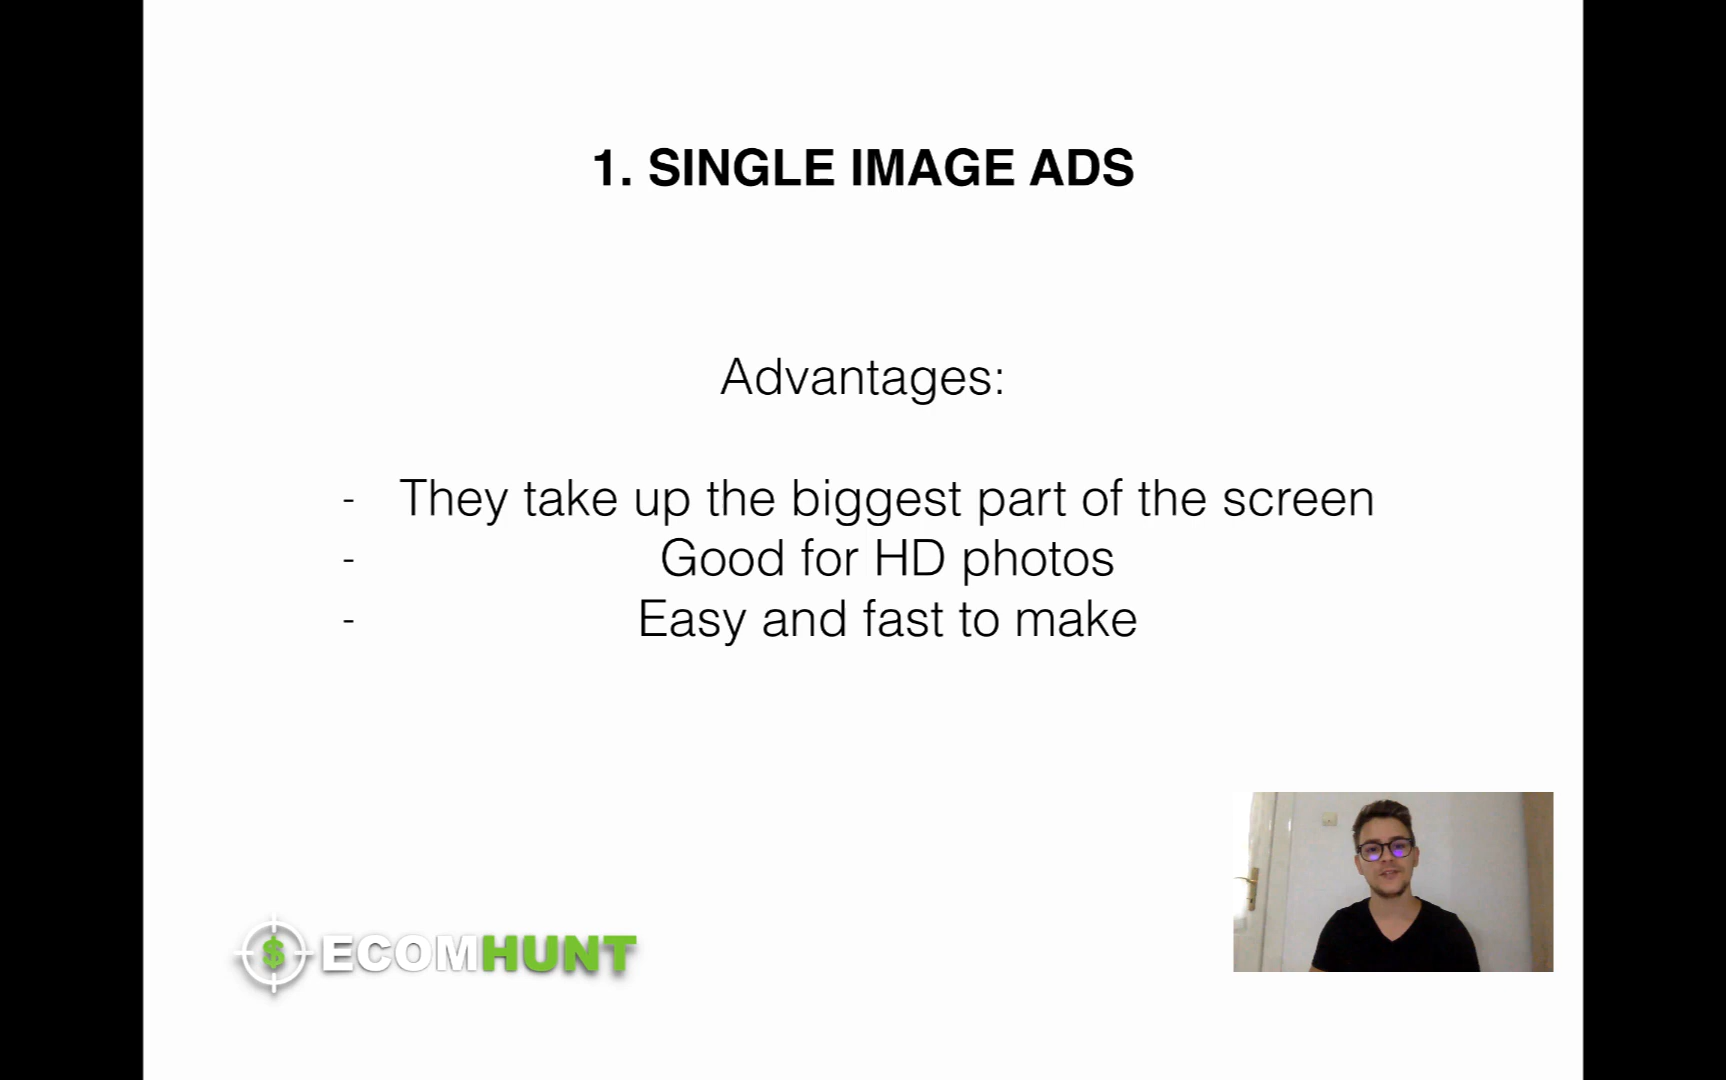 1. SINGLE IMAGE ADS
Advantages:
- They take up the biggest part of the screen
- Good for HD photos
- Easy and fast to make
$ ECOMHUNT